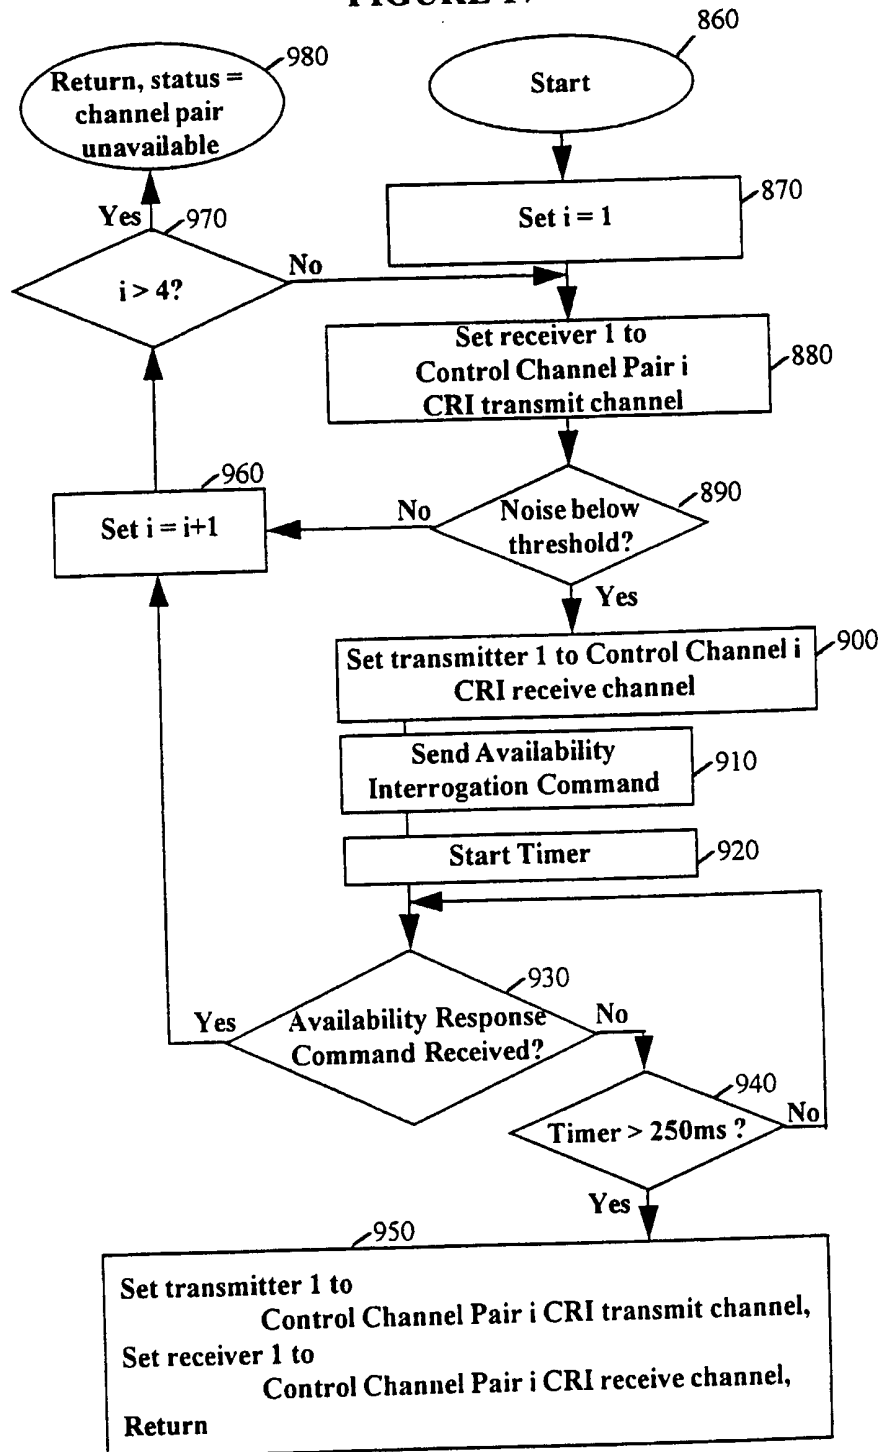 860
Start
980
Return, status =
channel pair
unavailable
870
Set i = 1
Yes
970
i > 4?
No
Set receiver 1 to
Control Channel Pair i
CRI transmit channel
880
960
Set i = i+1
No
890
Noise below
threshold?
Yes
Set transmitter 1 to Control Channel i
CRI receive channel
900
Send Availability
Interrogation Command
910
Start Timer
920
930
Yes
Availability Response
Command Received?
No
940
Timer > 250ms ?
No
Yes
950
Set transmitter 1 to
Control Channel Pair i CRI transmit channel,
Set receiver 1 to
Control Channel Pair i CRI receive channel,
Return